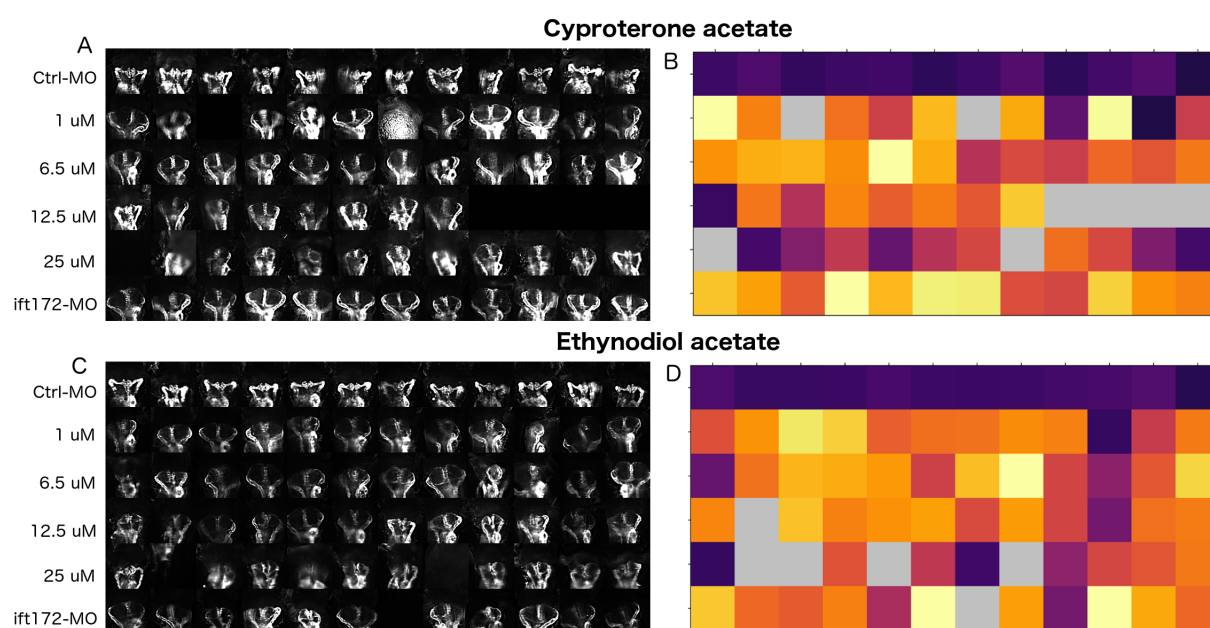 Cyproterone acetate
A
B
Ctrl-MO
1 uM
6.5 uM
12.5 uM
25 uM
ift172-MO
Ethynodiol acetate
C
D
Ctrl-MO
1 uM
6.5 uM
12.5 uM
25 uM
ift172-MO